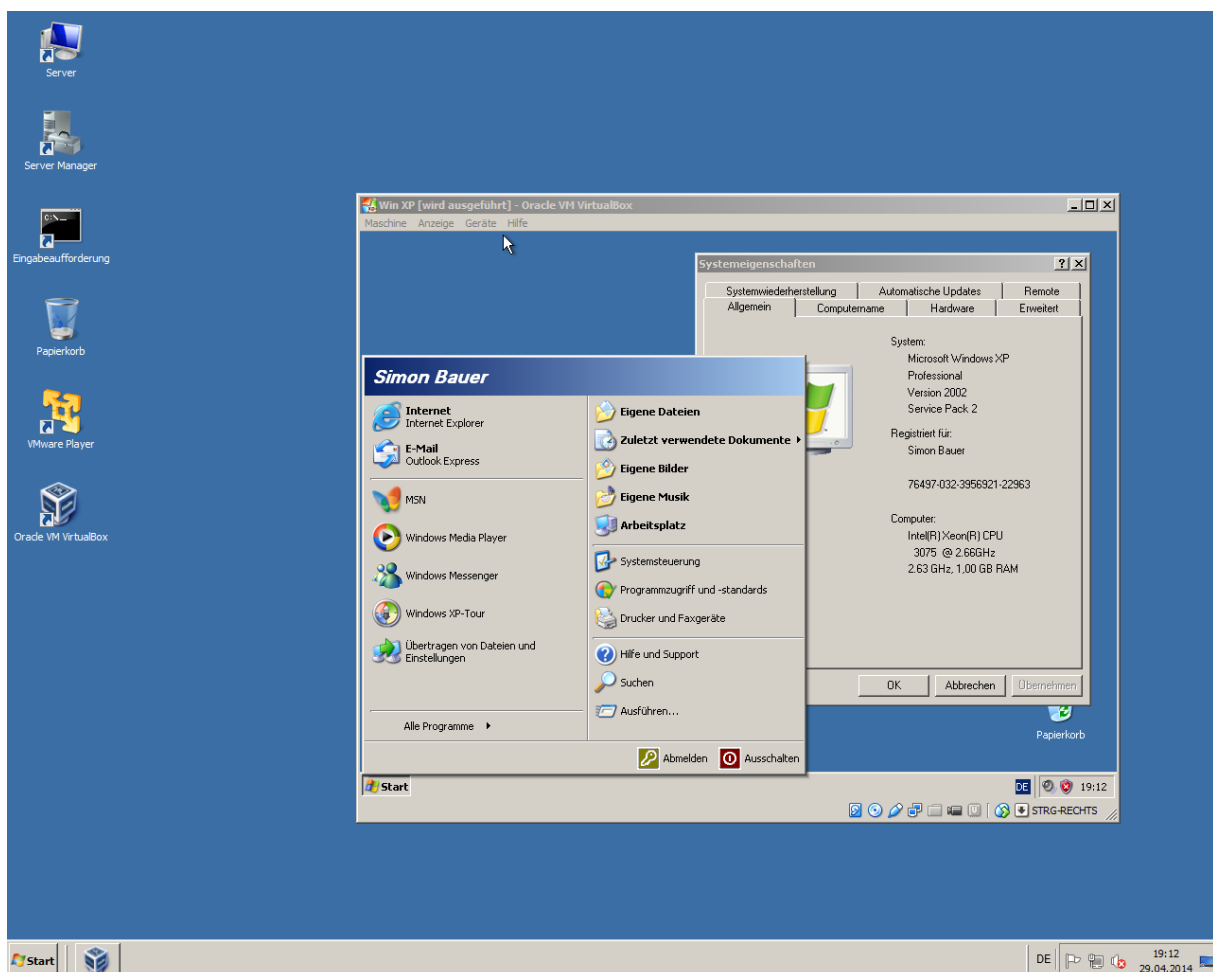 Server
Server Manager
C:\_
Eingabeaufforderung
Papierkorb
VMware Player
Oracle VM VirtualBox
Win XP [wird ausgeführt] - Oracle VM VirtualBox
Maschine Anzeige Geräte Hilfe
Systemeigenschaften
Systemwiederherstellung Automatische Updates Remote
Allgemein Computername Hardware Erweitert
System:
Microsoft Windows XP
Professional
Version 2002
Service Pack 2
Registriert für:
Simon Bauer
76497-032-3956921-22963
Computer:
Intel(R) Xeon(R) CPU
3075 @ 2.66GHz
2.63 GHz, 1,00 GB RAM
OK Abbrechen Übernehmen
Simon Bauer
Internet
Internet Explorer
E-Mail
Outlook Express
MSN
Windows Media Player
Windows Messenger
Windows XP-Tour
Übertragen von Dateien und
Einstellungen
Alle Programme
Eigene Dateien
Zuletzt verwendete Dokumente
Eigene Bilder
Eigene Musik
Arbeitsplatz
Systemsteuerung
Programmzugriff und -standards
Drucker und Faxgeräte
Hilfe und Support
Suchen
Ausführen...
Abmelden Ausschalten
Papierkorb
Start DE 19:12
STRG-RECHTS
Start DE 19:12
29.04.2014